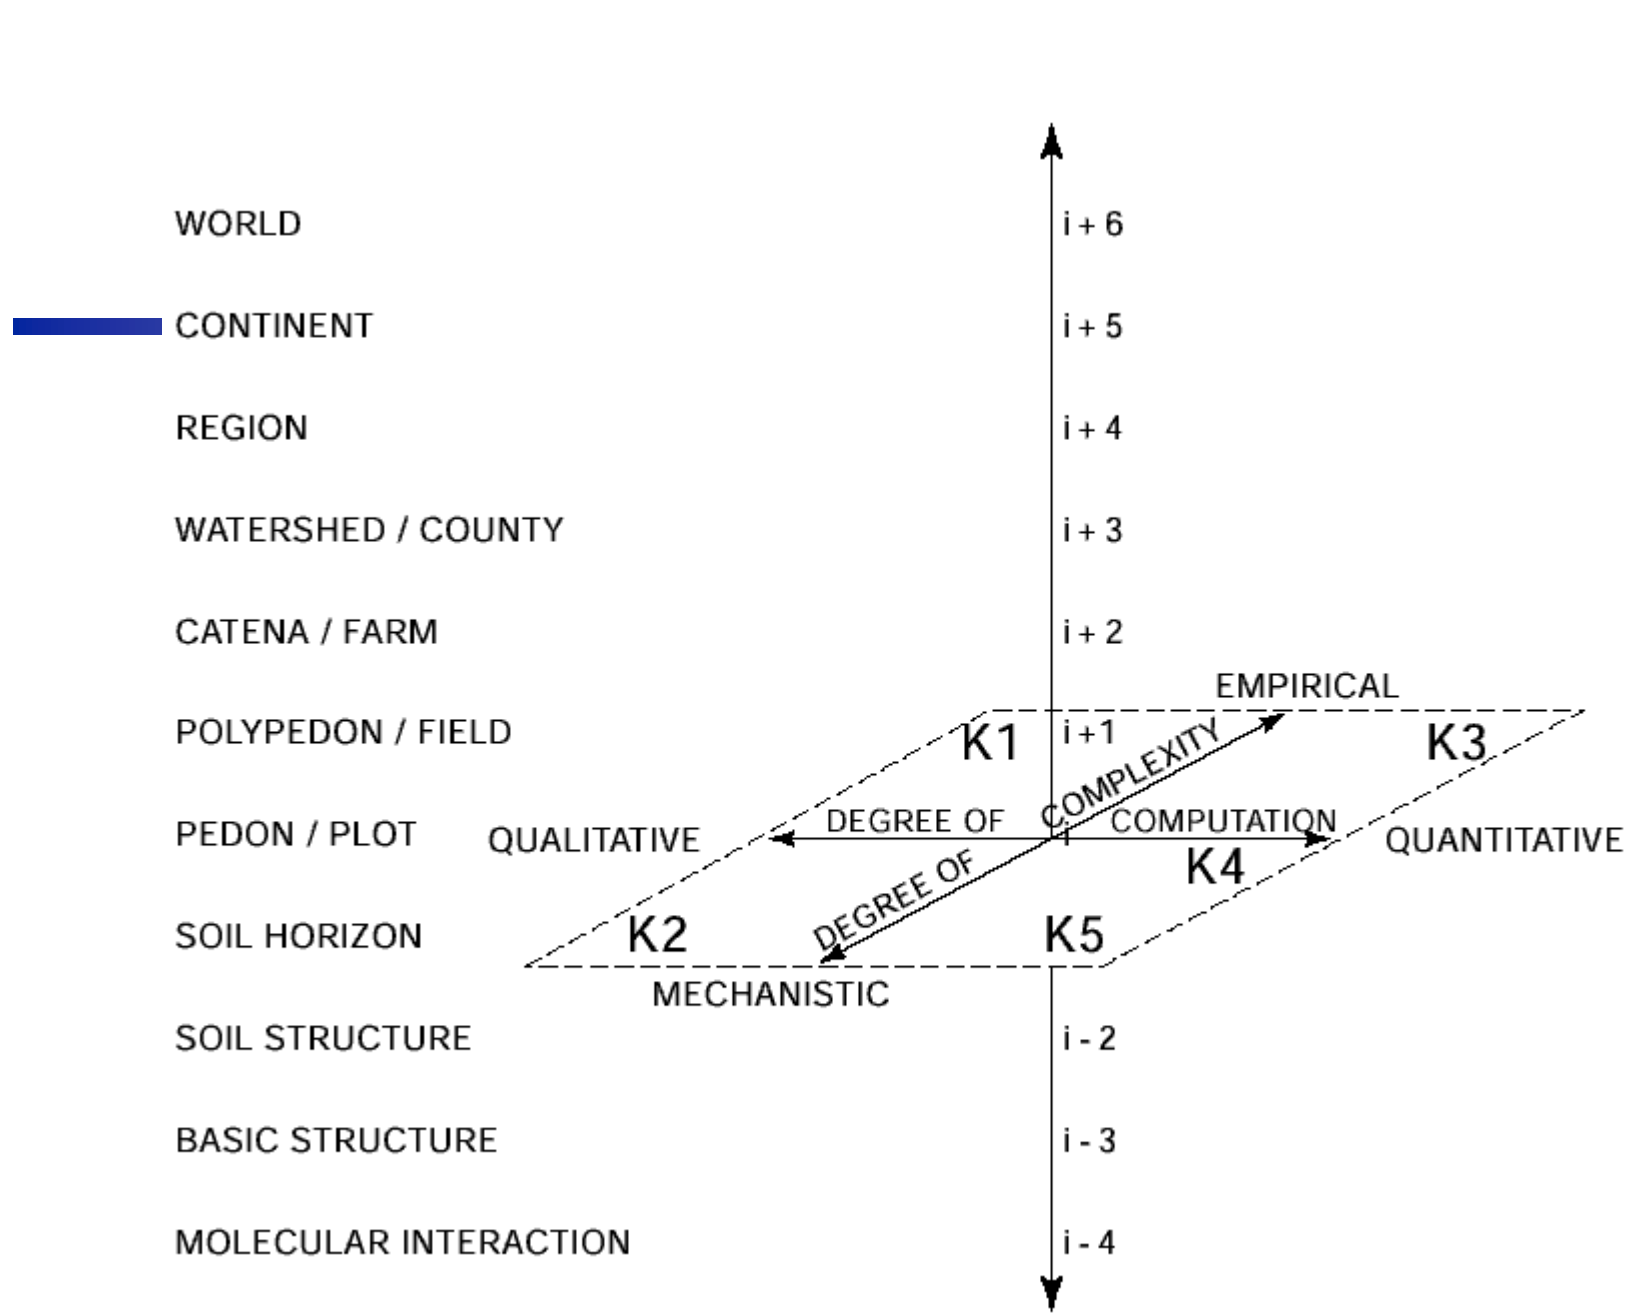 WORLD i + 6
CONTINENT i + 5
REGION i + 4
WATERSHED / COUNTY i + 3
CATENA / FARM i + 2
EMPIRICAL
POLYPEDON / FIELD K1 i +1 K3
PEDON / PLOT QUALITATIVE DEGREE OF COMPUTATION QUANTITATIVE
DEGREE OF COMPLEXITY
K4
SOIL HORIZON K2 K5
MECHANISTIC
SOIL STRUCTURE i - 2
BASIC STRUCTURE i - 3
MOLECULAR INTERACTION i - 4